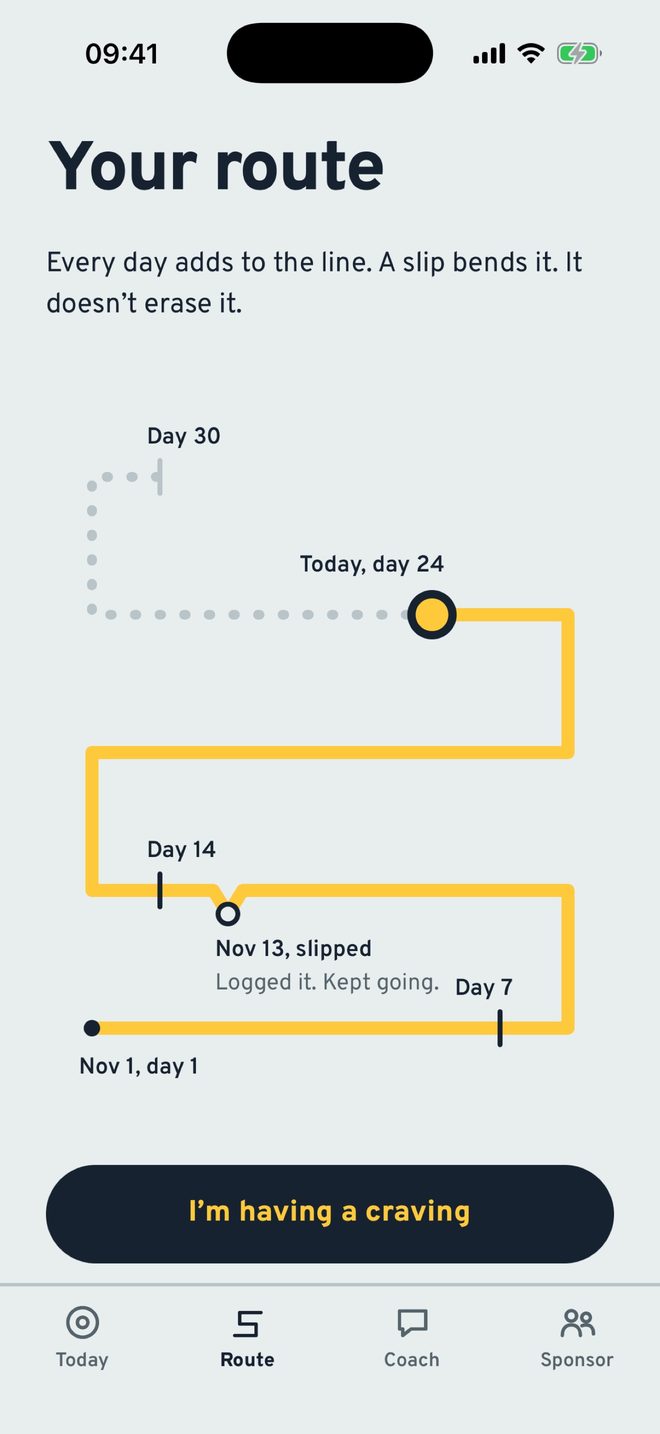 09:41
Your route
Every day adds to the line. A slip bends it. It
doesn’t erase it.
Day 30
Today, day 24
Day 14
Nov 13, slipped
Logged it. Kept going.
Day 7
Nov 1, day 1
I’m having a craving
Today
Route
Coach
Sponsor